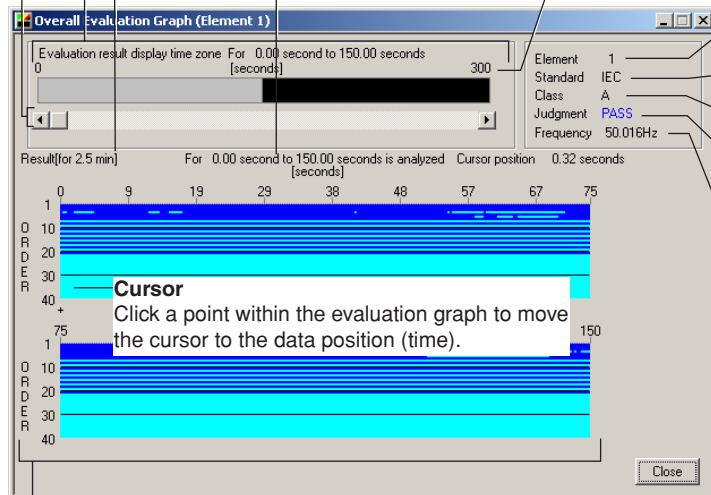 Overall Evaluation Graph (Element 1)
Evaluation result display time zone For 0.00 second to 150.00 seconds
[seconds]
0 300
Element 1
Standard IEC
Class A
Judgment PASS
Frequency 50.016Hz
Result[for 2.5 min] For 0.00 second to 150.00 seconds is analyzed Cursor position 0.32 seconds
[seconds]
0 9 19 29 38 48 57 67 75
1
10
20
30
40
ORDER
+
Cursor
Click a point within the evaluation graph to move
the cursor to the data position (time).
75 150
1
10
20
30
40
ORDER
Close